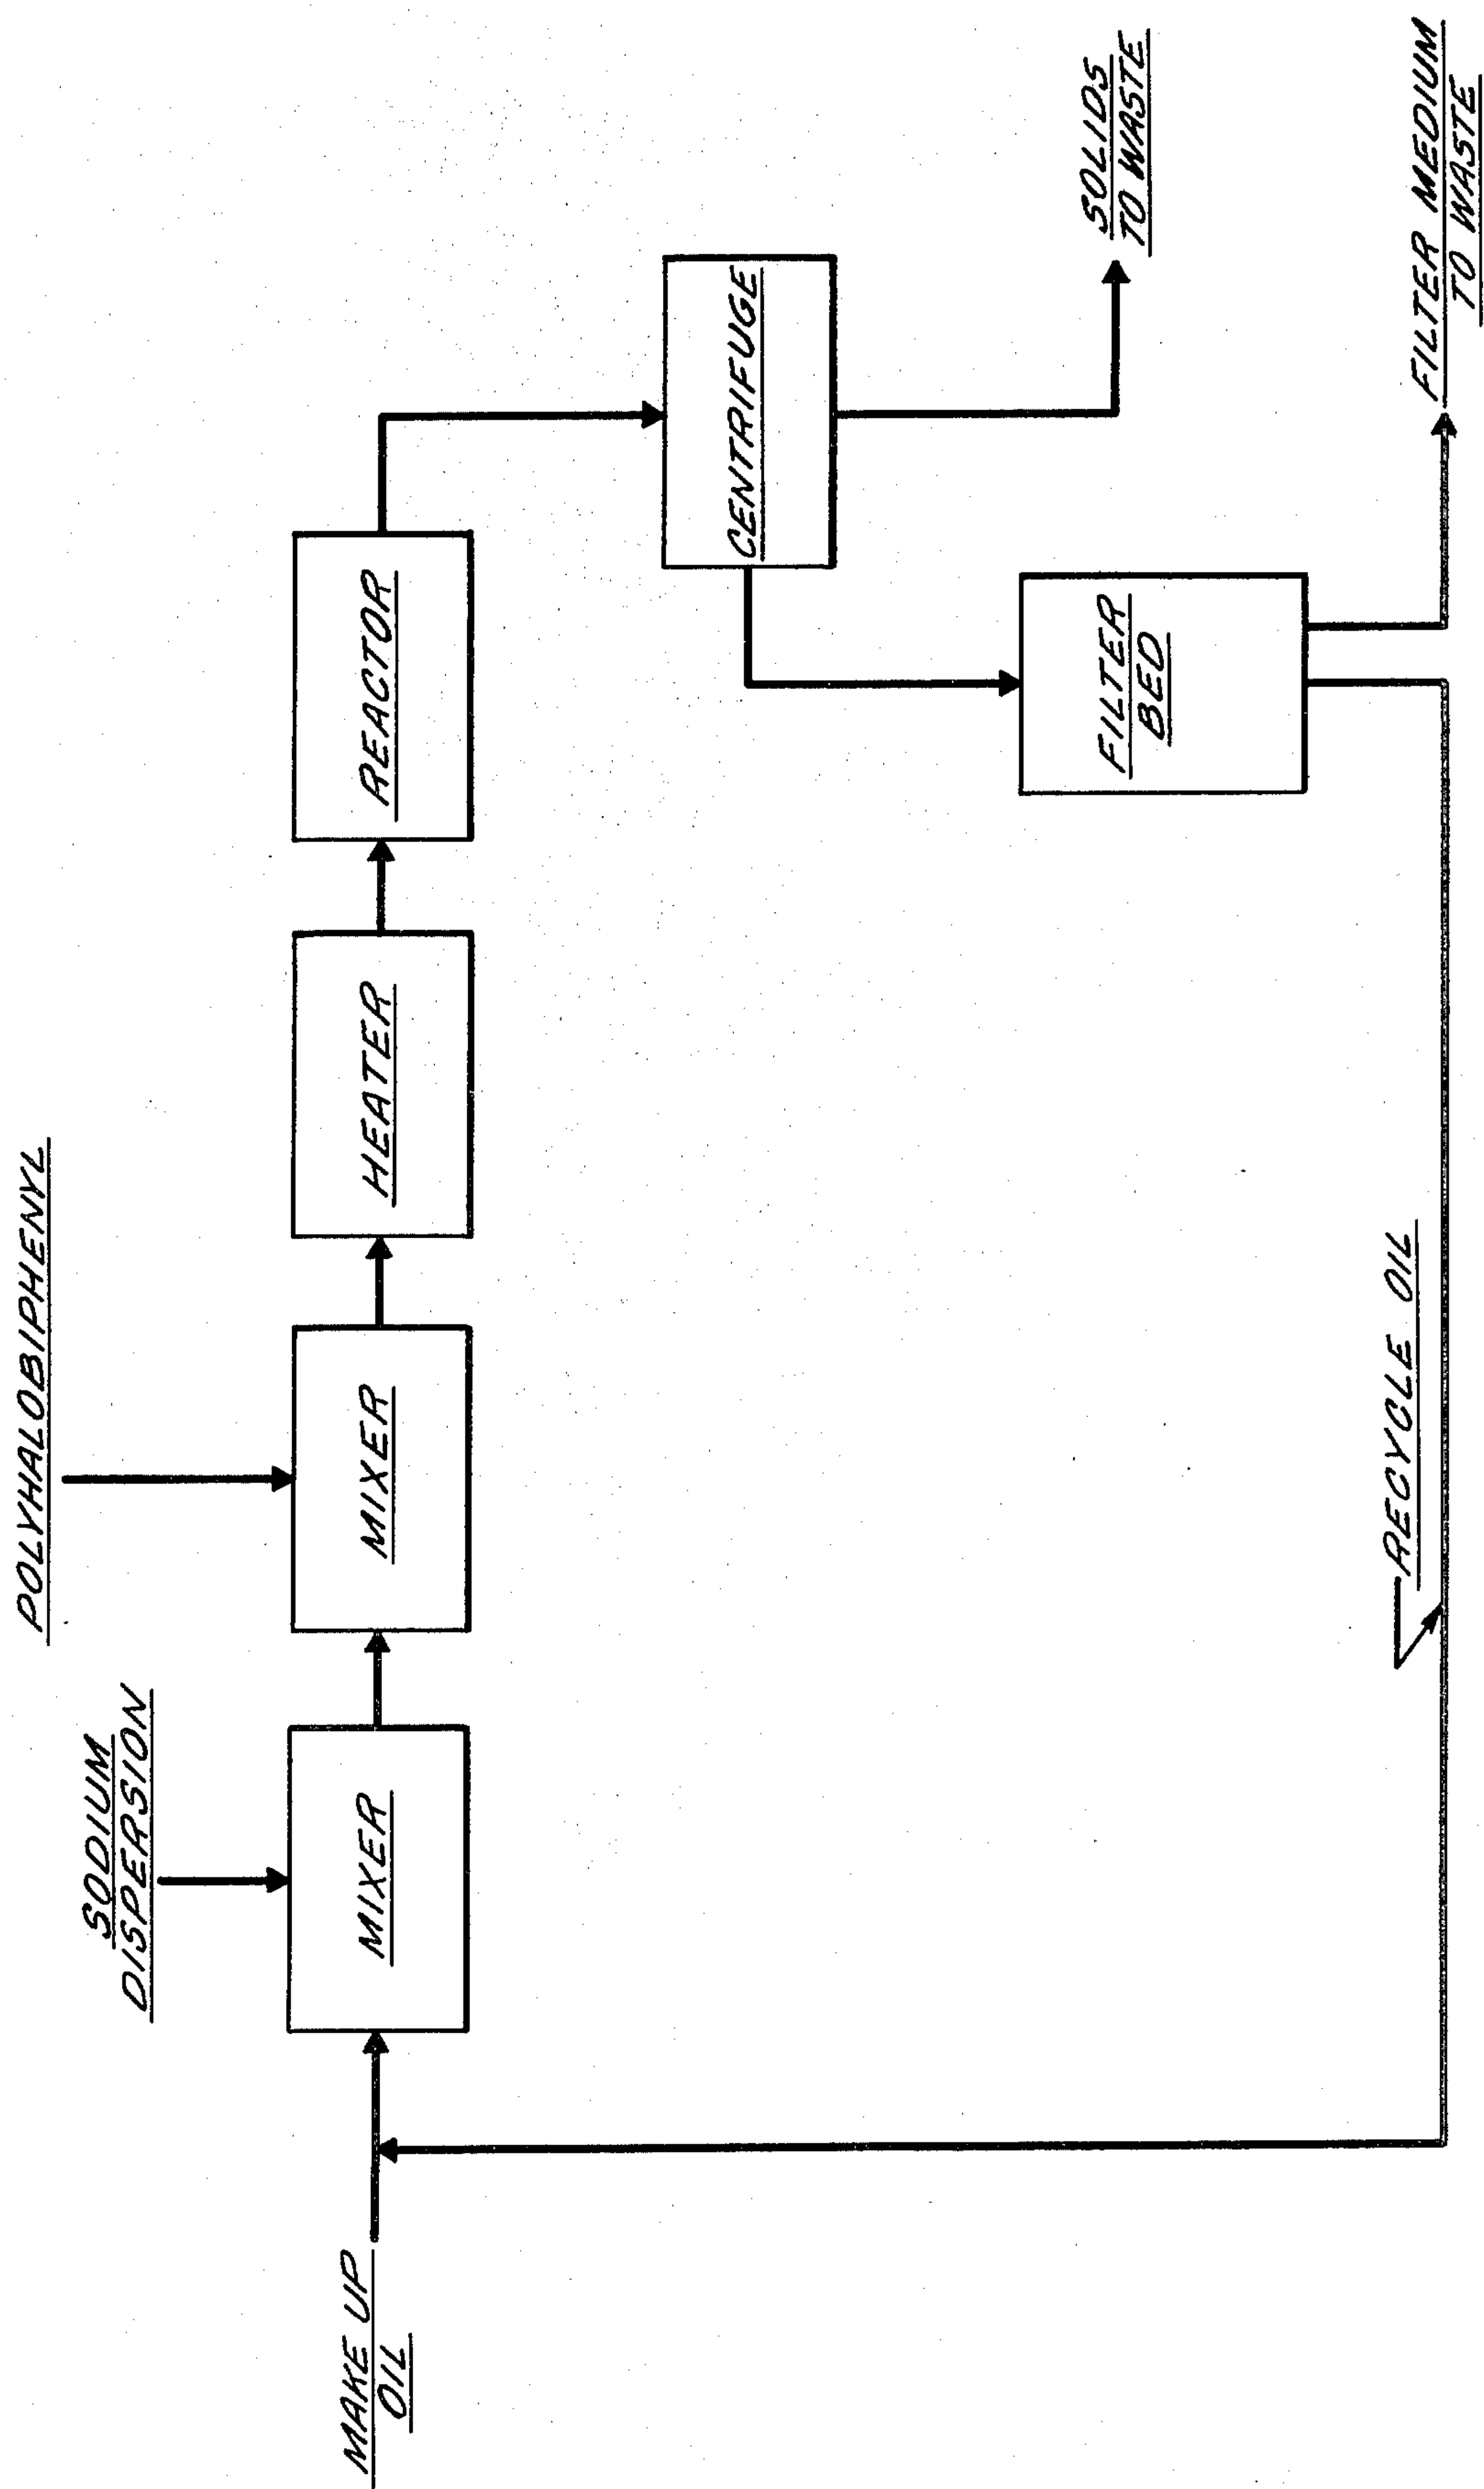 POLYHALOBIPHENYL
SODIUM
DISPERSION
MAKE UP
OIL
MIXER
MIXER
HEATER
REACTOR
CENTRIFUGE
SOLIDS
TO WASTE
FILTER
BED
RECYCLE OIL
FILTER MEDIUM
TO WASTE